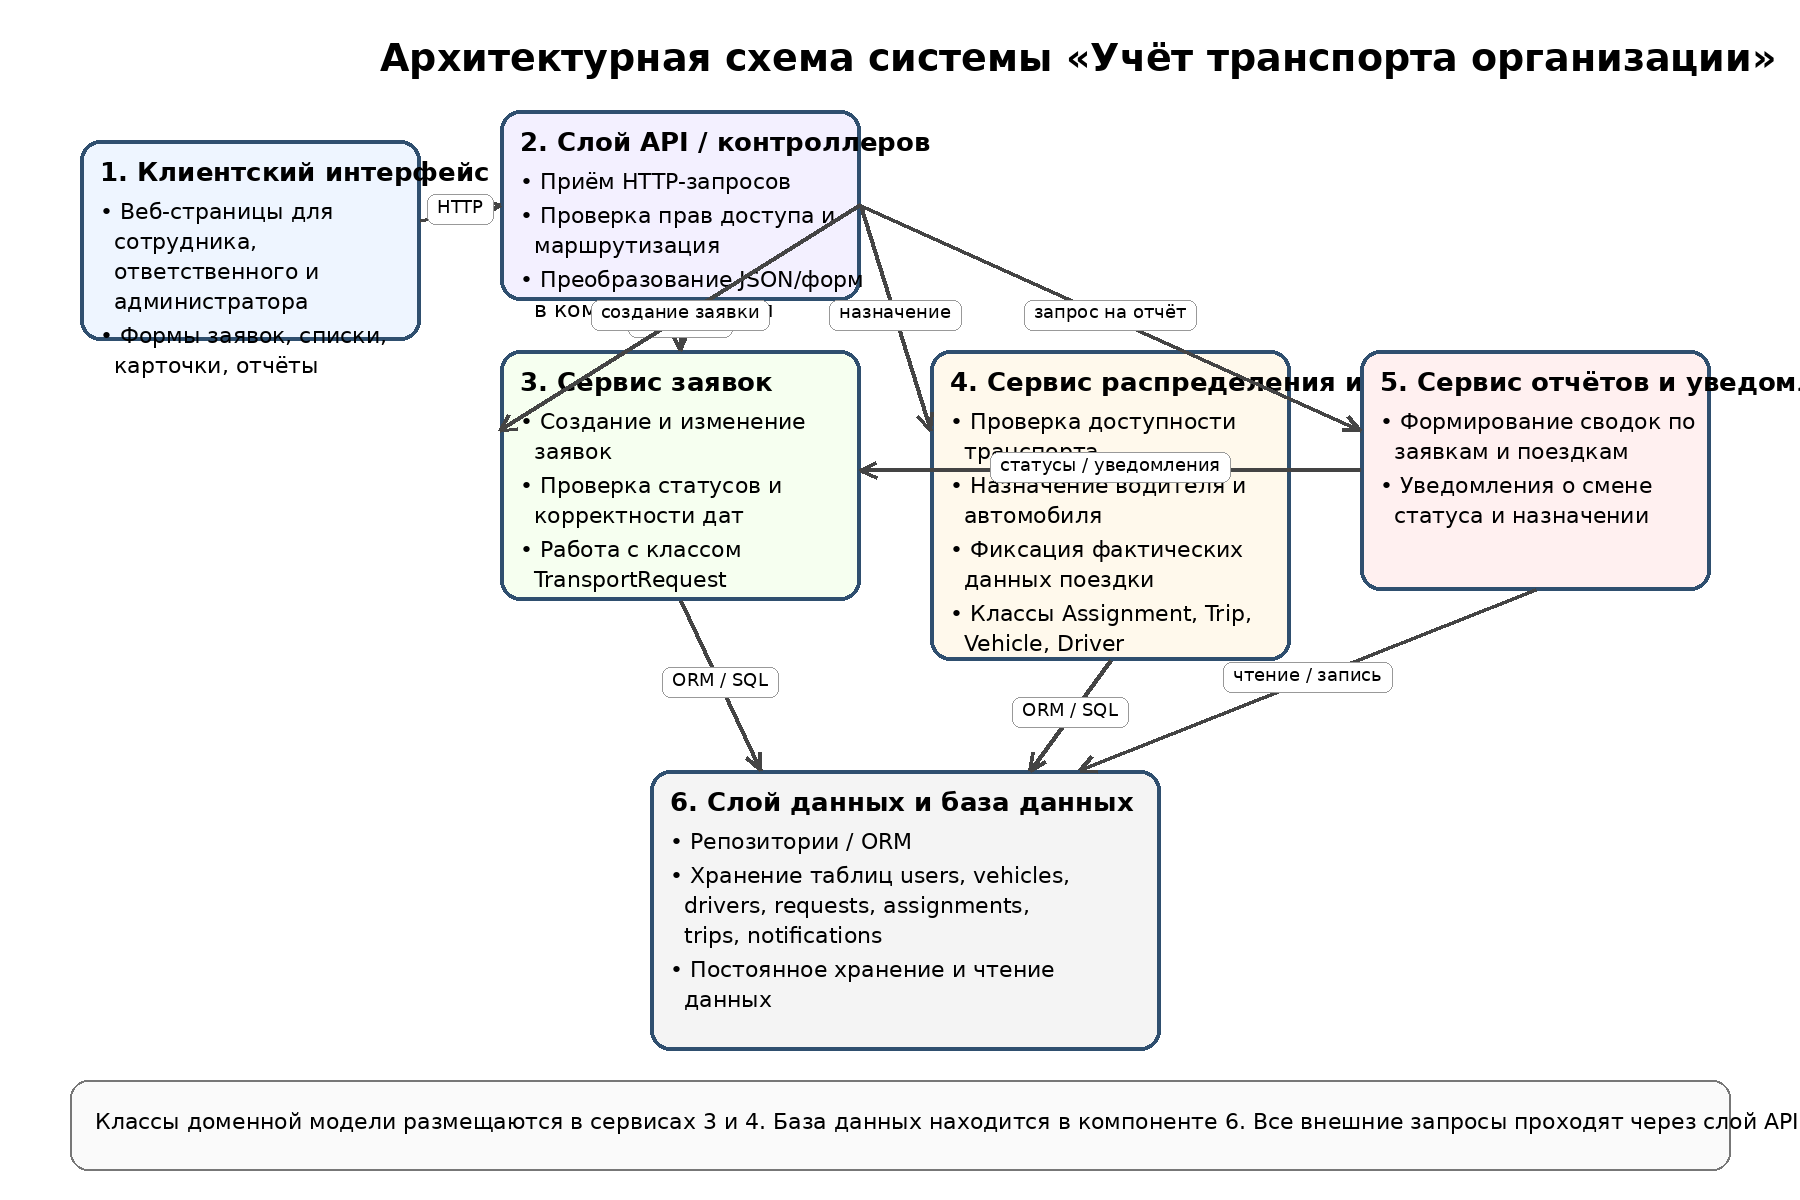 Архитектурная схема системы «Учёт транспорта организации»
1. Клиентский интерфейс
• Веб-страницы для
сотрудника,
ответственного и
администратора
• Формы заявок, списки,
карточки, отчёты
HTTP
2. Слой API / контроллеров
• Приём HTTP-запросов
• Проверка прав доступа и
маршрутизация
• Преобразование JSON/форм
в
создание заявки
назначение
запрос на отчёт
3. Сервис заявок
• Создание и изменение
заявок
• Проверка статусов и
корректности дат
• Работа с классом
TransportRequest
4. Сервис распределения и
• Проверка доступности
транспорта
• Назначение водителя и
автомобиля
• Фиксация фактических
данных поездки
• Классы Assignment, Trip,
Vehicle, Driver
статусы / уведомления
5. Сервис отчётов и
• Формирование сводок по
заявкам и поездкам
• Уведомления о смене
статуса и назначении
ORM / SQL
ORM / SQL
чтение / запись
6. Слой данных и база данных
• Репозитории / ORM
• Хранение таблиц users, vehicles,
drivers, requests, assignments,
trips, notifications
• Постоянное хранение и чтение
данных
Классы доменной модели размещаются в сервисах 3 и 4. База данных находится в компоненте 6. Все внешние запросы проходят через слой API